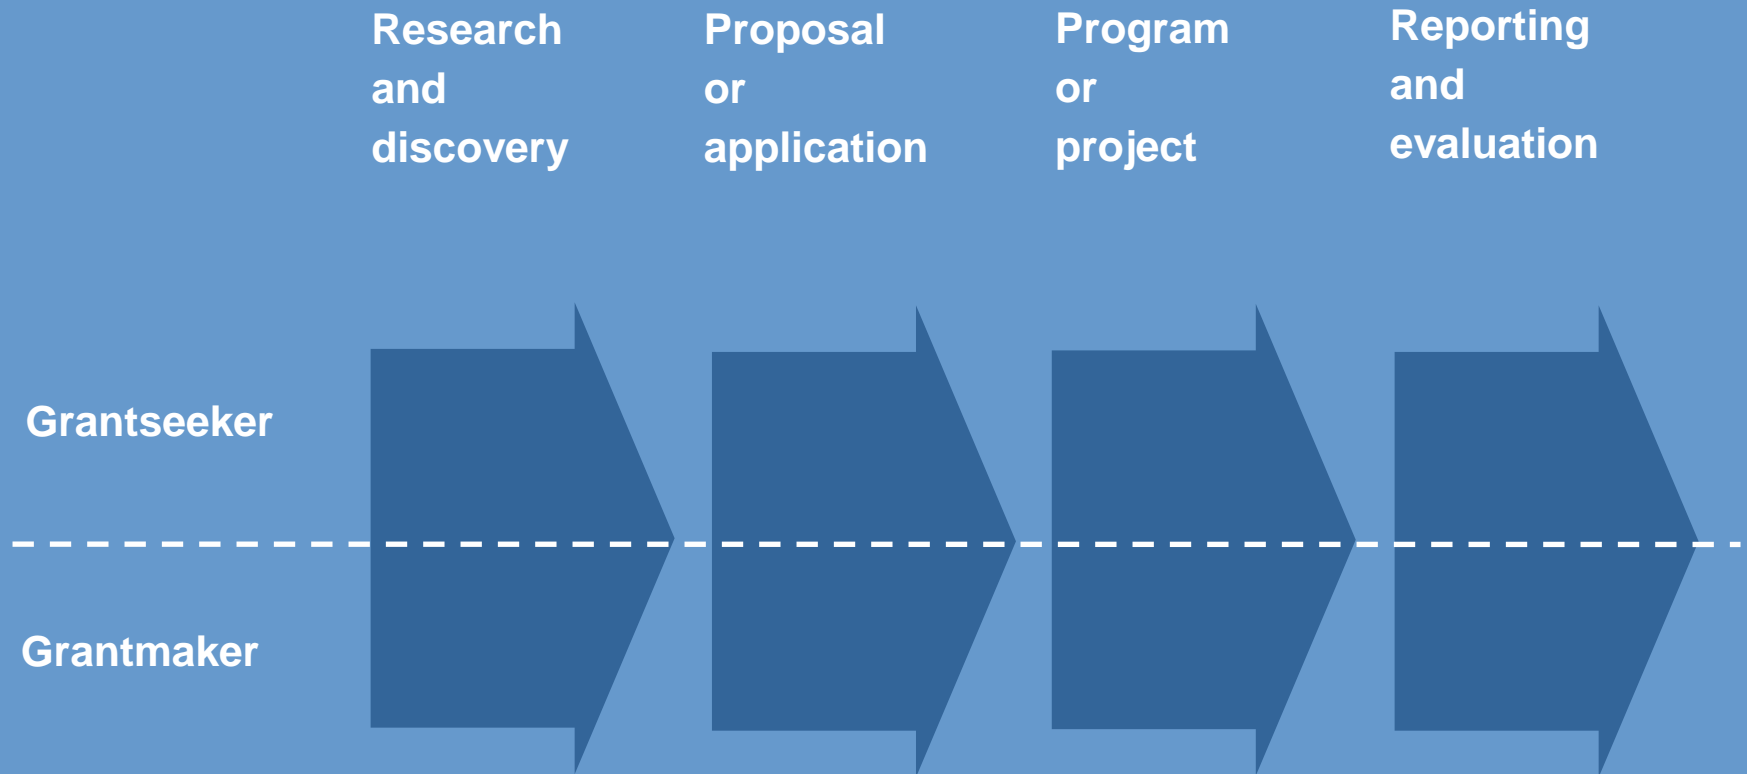 Research
and
discovery
Proposal
or
application
Program
or
project
Reporting
and
evaluation
Grantseeker
Grantmaker